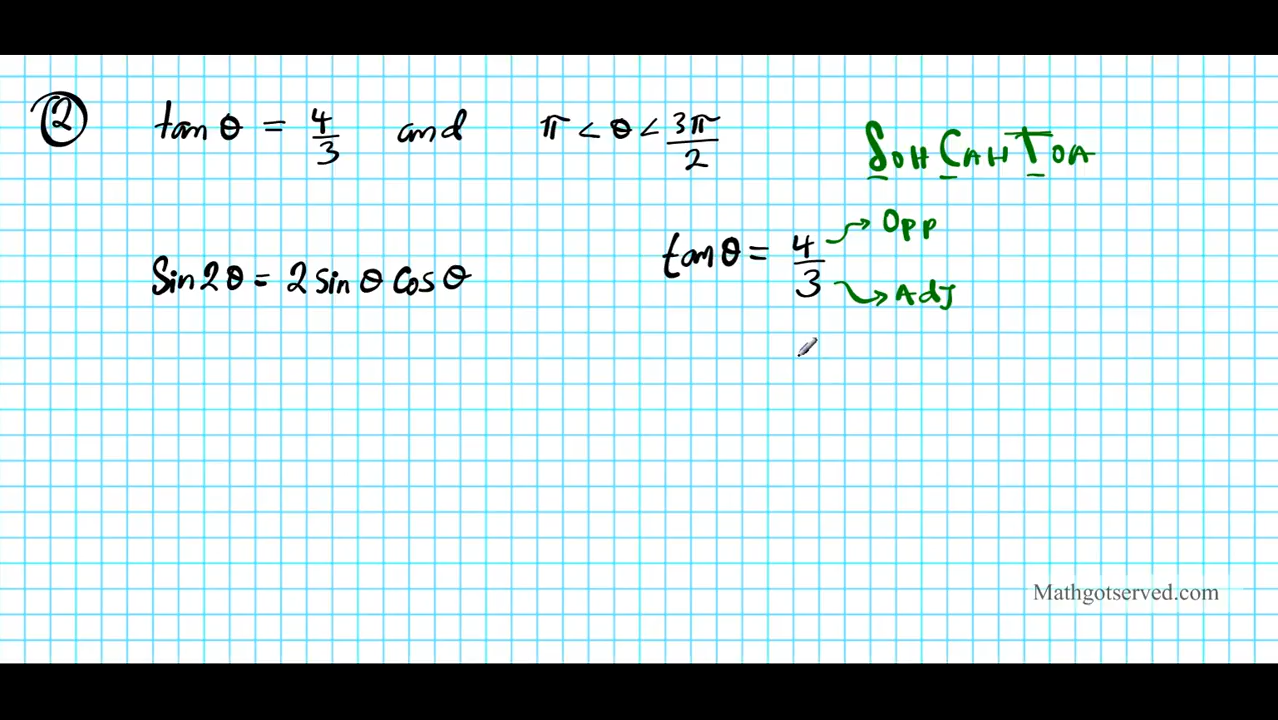 ② tan θ = 4/3 and π < θ < 3π/2
SOH CAH TOA
Sin 2θ = 2 sin θ cos θ
tan θ = 4/3
Opp
Adj
Mathgotserved.com